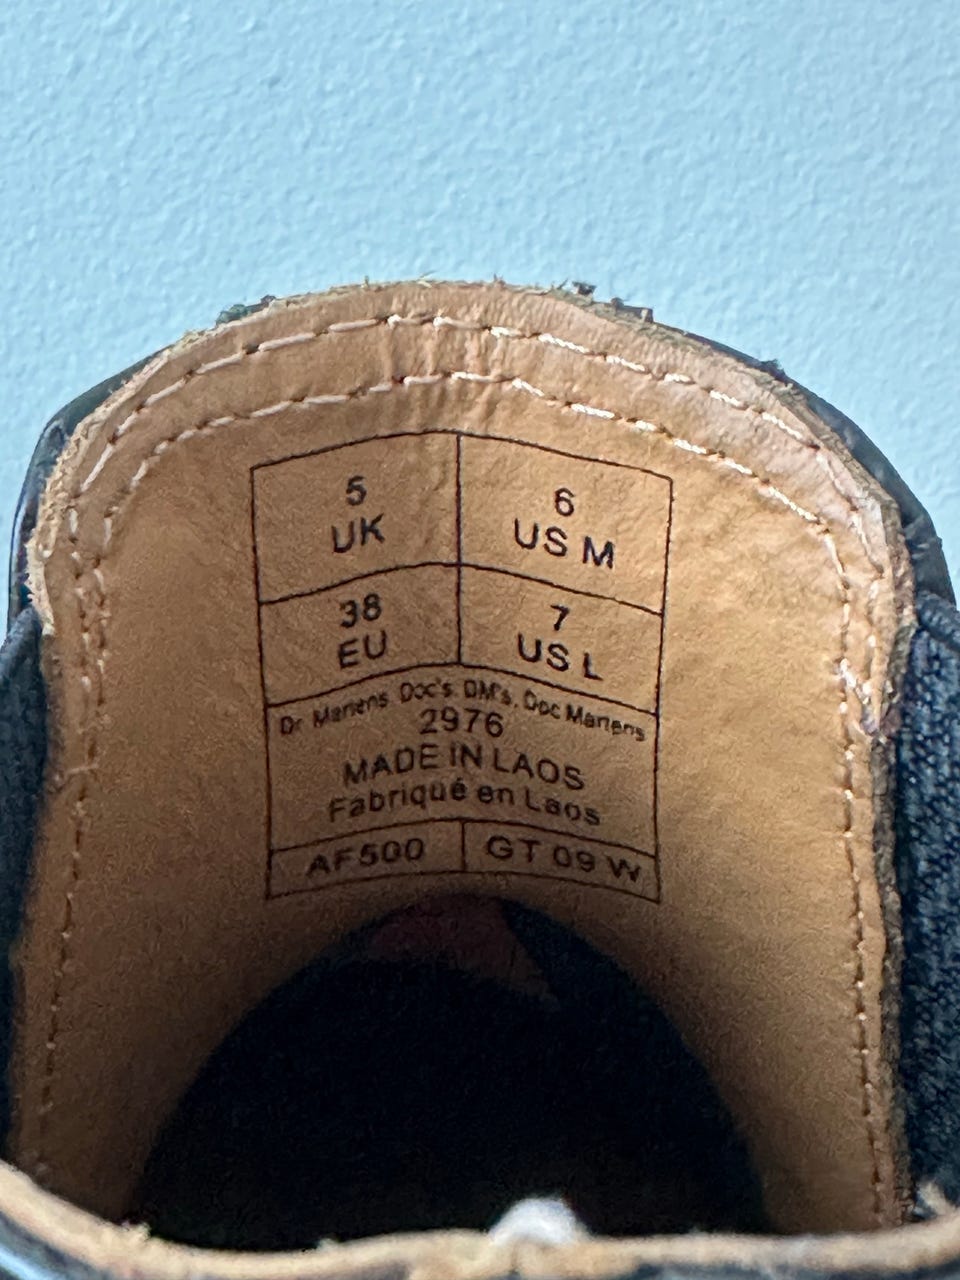 5
UK
6
US M
38
EU
7
US L
Dr Martens. Doc's. DM's. Doc Martens
2976
MADE IN LAOS
Fabriqué en Laos
AF500
GT 09 W